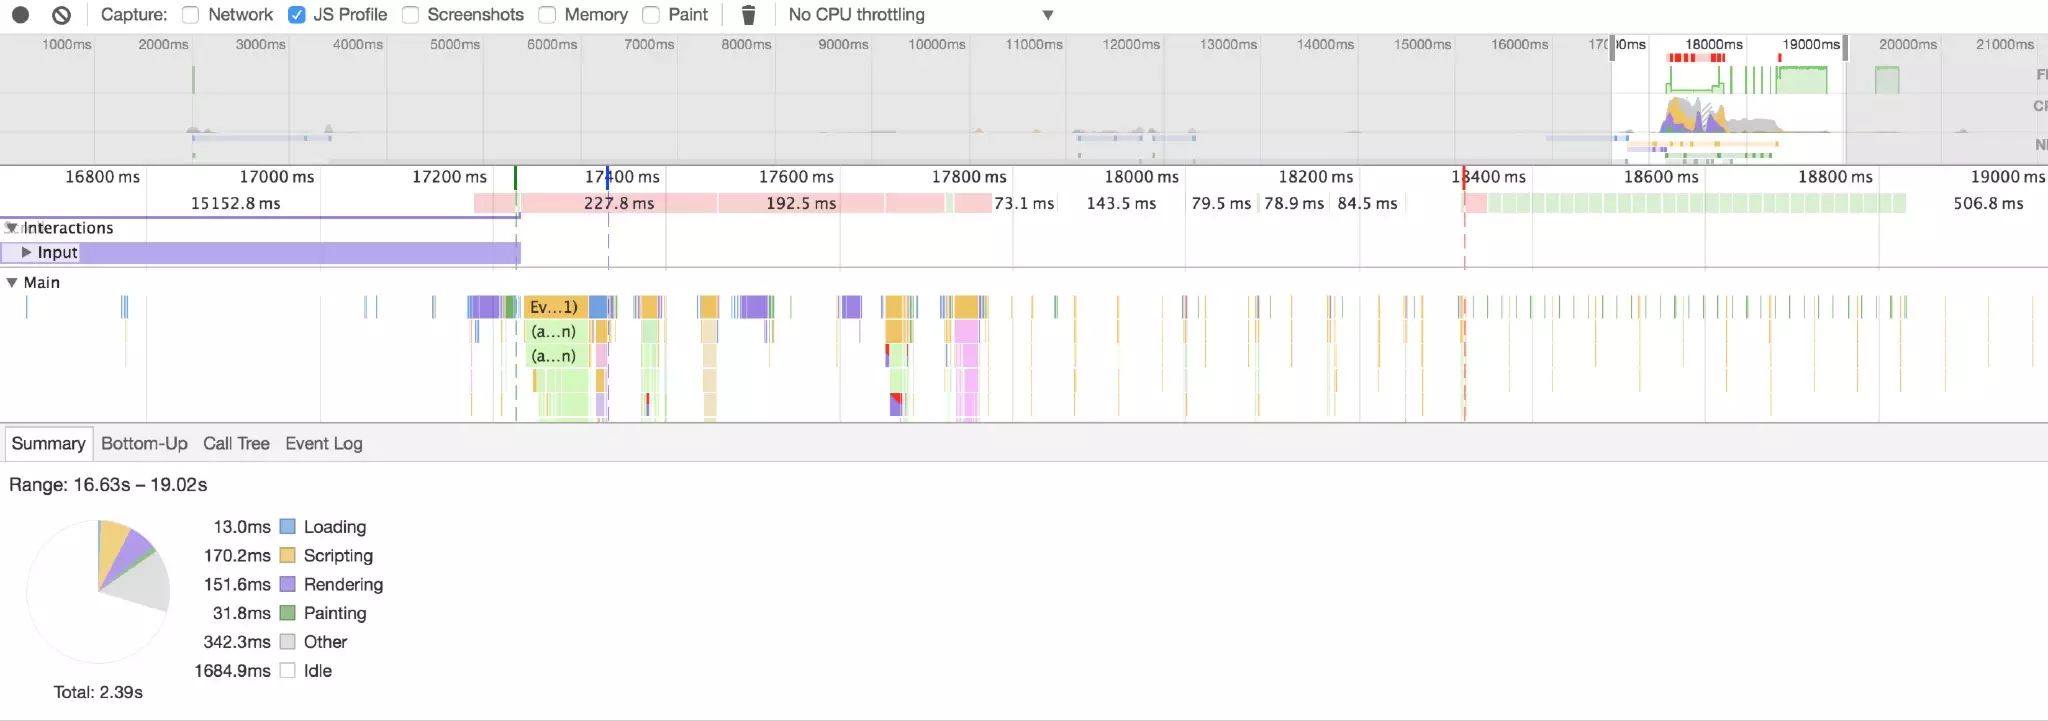 Capture: Network JS Profile Screenshots Memory Paint No CPU throttling
1000ms 2000ms 3000ms 4000ms 5000ms 6000ms 7000ms 8000ms 9000ms 10000ms 11000ms 12000ms 13000ms 14000ms 15000ms 16000ms 18000ms 19000ms 20000ms 21000ms
16800 ms 17000 ms 17200 ms 17400 ms 17600 ms 17800 ms 18000 ms 18200 ms 18400 ms 18600 ms 18800 ms 19000 ms
15152.8 ms 227.8 ms 192.5 ms 73.1 ms 143.5 ms 79.5 ms 78.9 ms 84.5 ms 506.8 ms
Interactions
Input
Main
Ev...1)
(a...n)
(a...n)
Summary Bottom-Up Call Tree Event Log
Range: 16.63s – 19.02s
13.0ms Loading
170.2ms Scripting
151.6ms Rendering
31.8ms Painting
342.3ms Other
1684.9ms Idle
Total: 2.39s